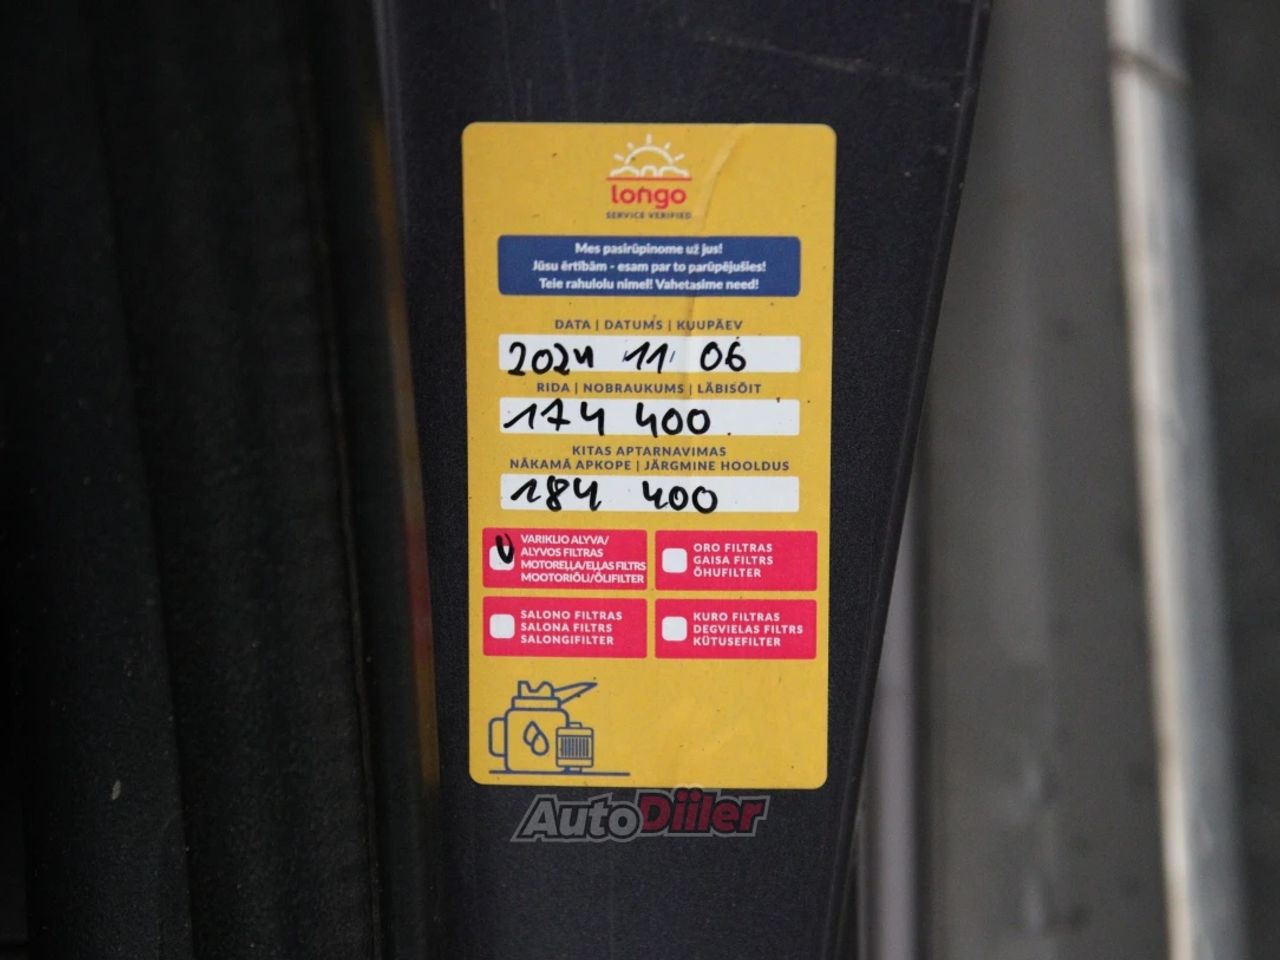 longo
SERVICE VERIFIED
Mes pasirūpinome už jus!
Jūsu ērtībām - esam par to parūpējušies!
Teie rahulolu nimel! Vahetasime need!
DATA | DATUMS | KUUPÄEV
2024 11 06
RIDA | NOBRAUKUMS | LÄBISÕIT
174 400
KITAS APTARNAVIMAS
NĀKAMĀ APKOPE | JÄRGMINE HOOLDUS
184 400
VARIKLIO ALYVA/
ALYVOS FILTRAS
MOTOREĻĻA/EĻĻAS FILTRS
MOOTORIÕLI/ÕLIFILTER
ORO FILTRAS
GAISA FILTRS
ÕHUFILTER
SALONO FILTRAS
SALONA FILTRS
SALONGIFILTER
KURO FILTRAS
DEGVIELAS FILTRS
KÜTUSEFILTER
AutoDiiler